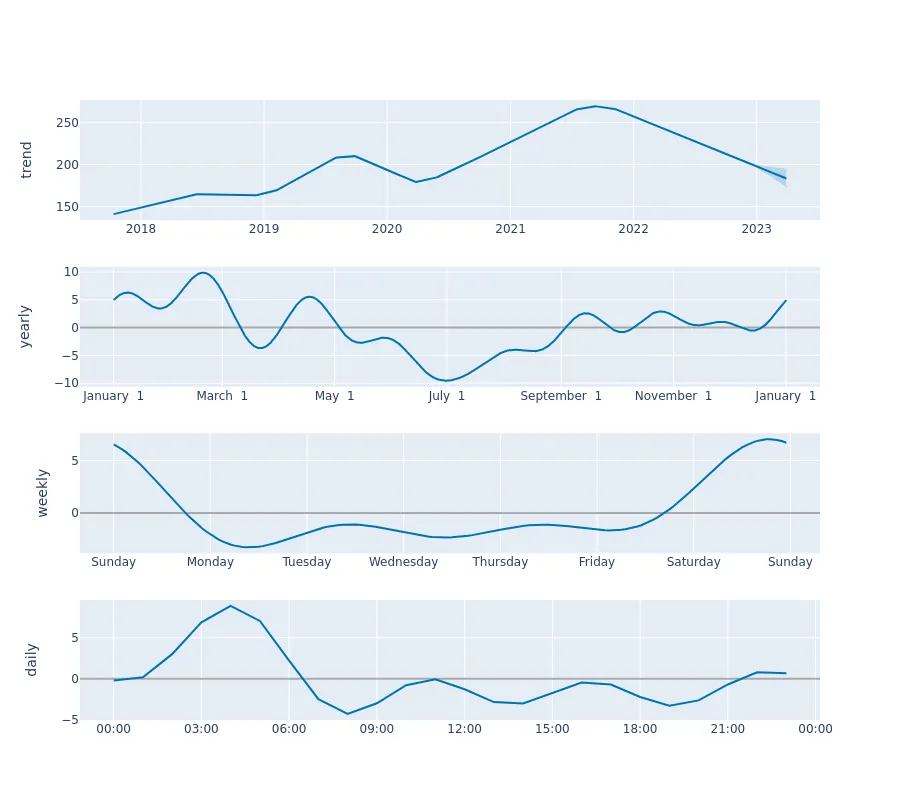 trend
250
200
150
2018 2019 2020 2021 2022 2023
yearly
10
5
0
−5
−10
January 1 March 1 May 1 July 1 September 1 November 1 January 1
weekly
5
0
Sunday Monday Tuesday Wednesday Thursday Friday Saturday Sunday
daily
5
0
−5
00:00 03:00 06:00 09:00 12:00 15:00 18:00 21:00 00:00